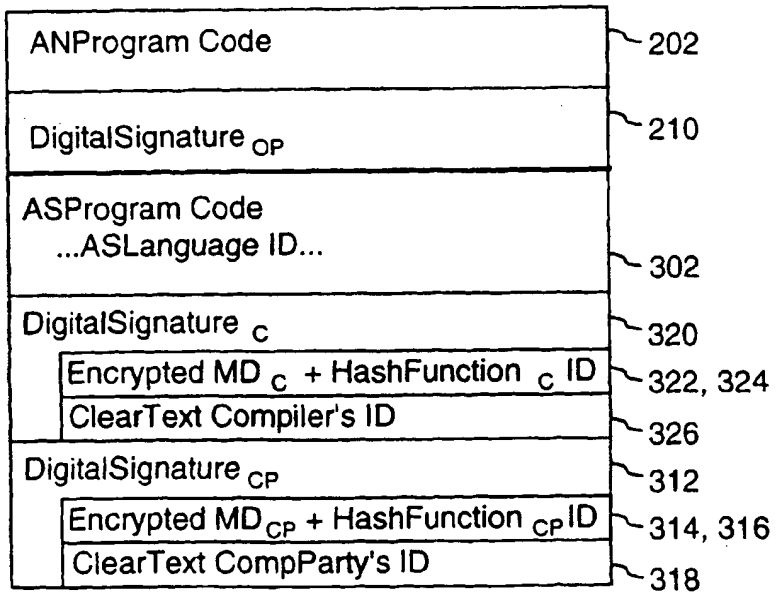 ANProgram Code 202
DigitalSignature OP 210
ASProgram Code
...ASLanguage ID... 302
DigitalSignature C 320
Encrypted MD C + HashFunction C ID 322, 324
ClearText Compiler's ID 326
DigitalSignature CP 312
Encrypted MD CP + HashFunction CP ID 314, 316
ClearText CompParty's ID 318